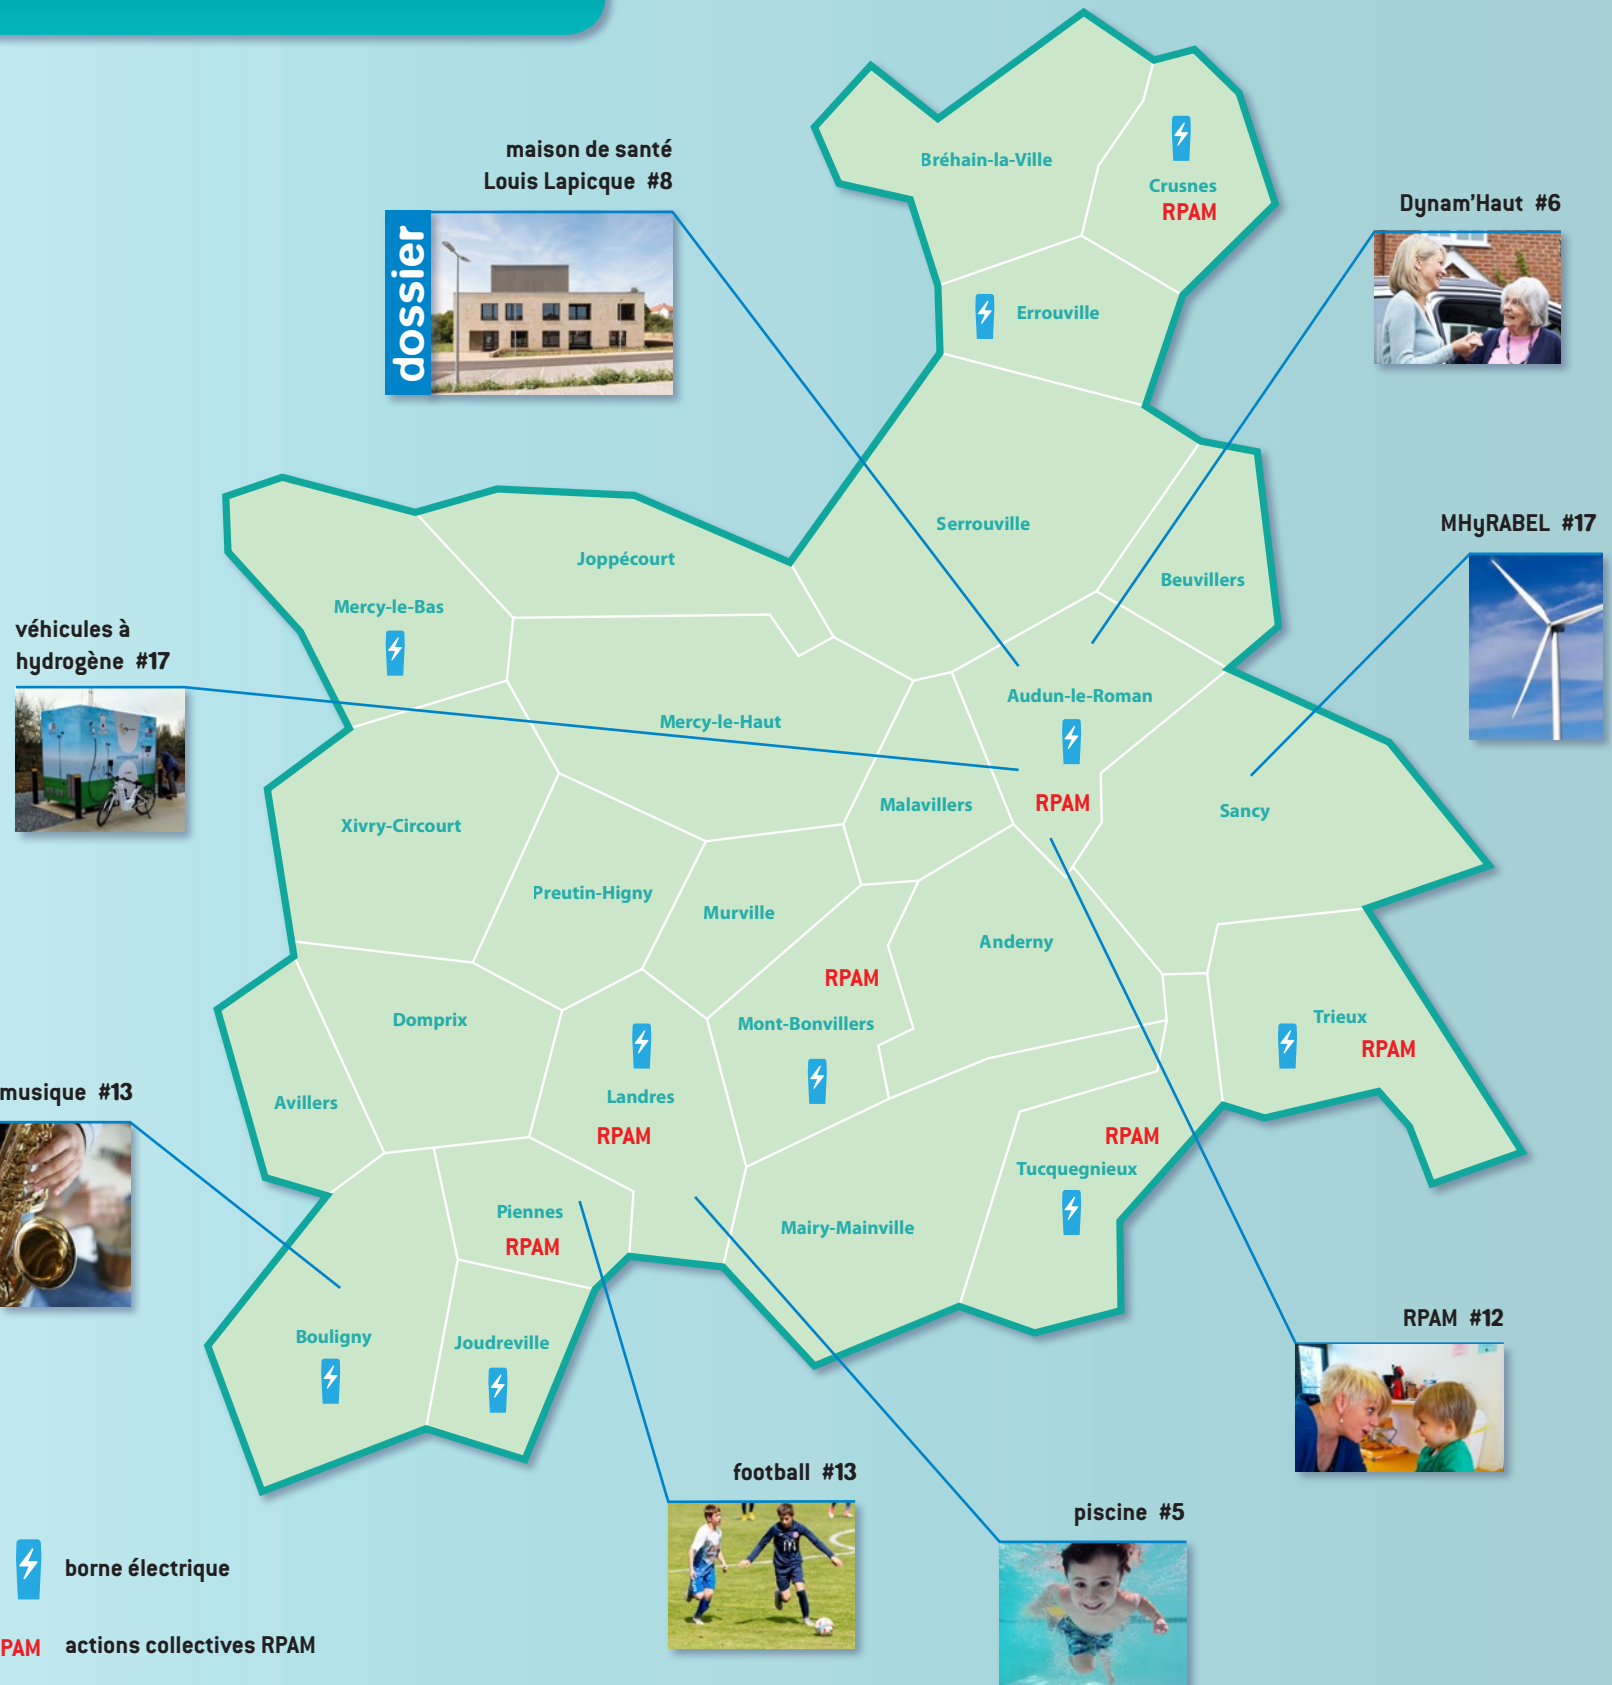 maison de santé
Louis Lapicque #8
dossier
Bréhain-la-Ville
Crusnes
RPAM
Dynam'Haut #6
Errouville
Serrouville
MHyRABEL #17
Joppécourt
Beuvillers
Mercy-le-Bas
véhicules à
hydrogène #17
Audun-le-Roman
Mercy-le-Haut
RPAM
Malavillers
Sancy
Xivry-Circourt
Preutin-Higny
Murville
Anderny
RPAM
Domprix
Mont-Bonvillers
Trieux
RPAM
musique #13
Avillers
Landres
RPAM
RPAM
Tucquegnieux
Piennes
RPAM
Mairy-Mainville
Bouligny
Joudreville
RPAM #12
football #13
piscine #5
borne électrique
PAM actions collectives RPAM